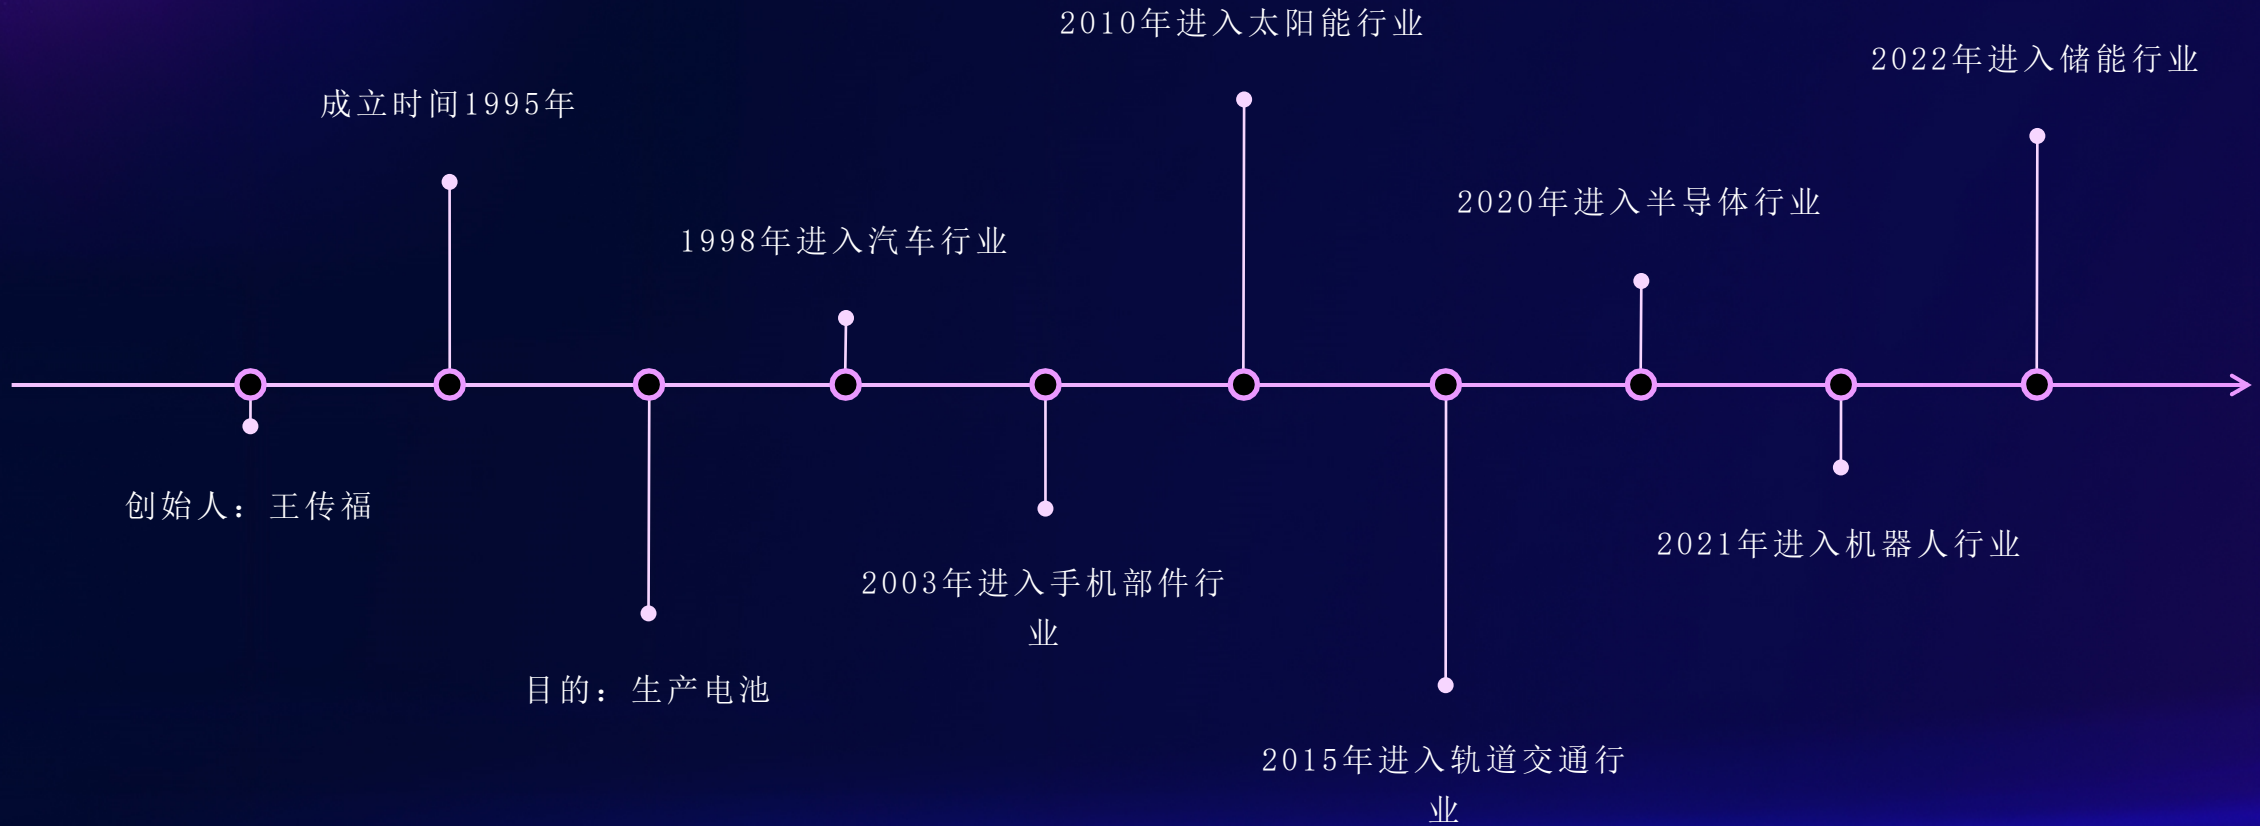 创始人：王传福
成立时间1995年
目的：生产电池
1998年进入汽车行业
2003年进入手机部件行
业
2010年进入太阳能行业
2015年进入轨道交通行
业
2020年进入半导体行业
2021年进入机器人行业
2022年进入储能行业